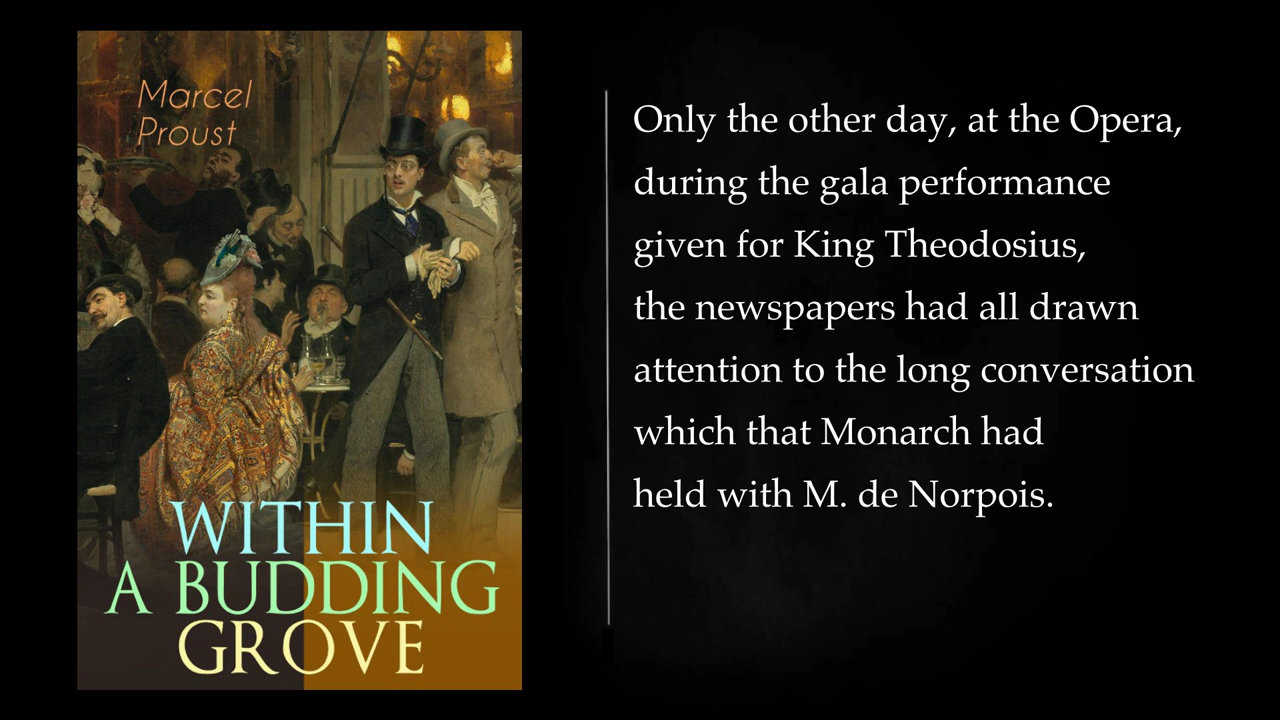 Marcel
Proust
WITHIN
A BUDDING
GROVE
Only the other day, at the Opera,
during the gala performance
given for King Theodosius,
the newspapers had all drawn
attention to the long conversation
which that Monarch had
held with M. de Norpois.